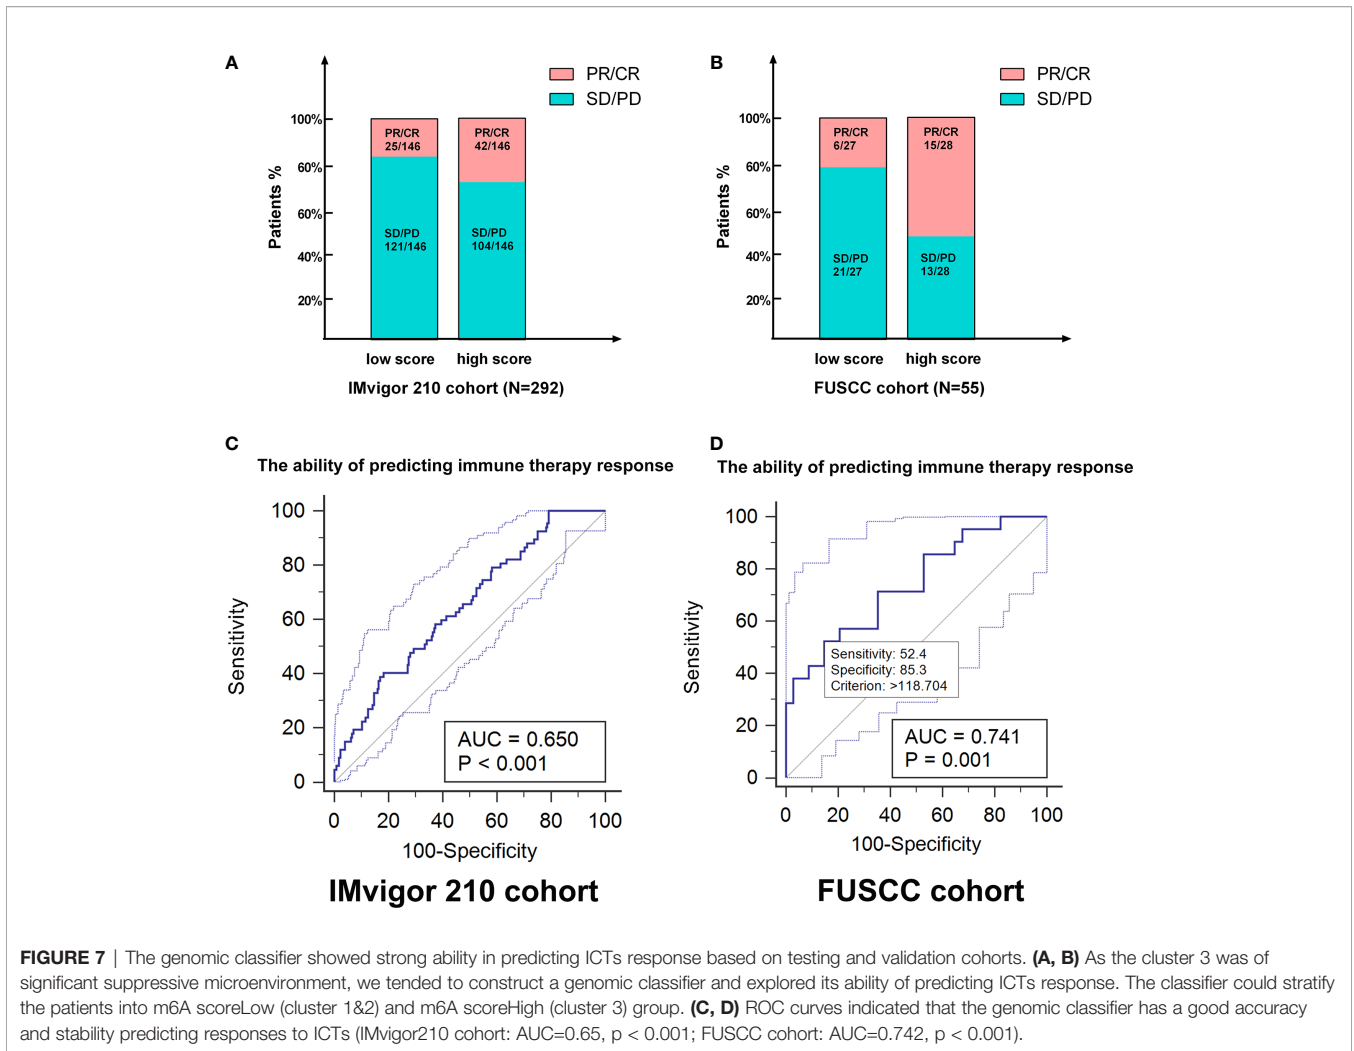 A
PR/CR
SD/PD
100%
60%
60%
40%
20%
Patients %
PR/CR
25/146
SD/PD
121/146
PR/CR
42/146
SD/PD
104/146
low score
high score
IMvigor 210 cohort (N=292)
B
PR/CR
SD/PD
100%
60%
60%
40%
20%
Patients %
PR/CR
6/27
SD/PD
21/27
PR/CR
15/28
SD/PD
13/28
low score
high score
FUSCC cohort (N=55)
C
The ability of predicting immune therapy response
100
80
60
40
20
0
Sensitivity
AUC = 0.650
P < 0.001
0 20 40 60 80 100
100-Specificity
IMvigor 210 cohort
D
The ability of predicting immune therapy response
100
80
60
40
20
0
Sensitivity
Sensitivity: 52.4
Specificity: 85.3
Criterion: >118.704
AUC = 0.741
P = 0.001
0 20 40 60 80 100
100-Specificity
FUSCC cohort
FIGURE 7 | The genomic classifier showed strong ability in predicting ICTs response based on testing and validation cohorts. (A, B) As the cluster 3 was of
significant suppressive microenvironment, we tended to construct a genomic classifier and explored its ability of predicting ICTs response. The classifier could stratify
the patients into m6A scoreLow (cluster 1&2) and m6A scoreHigh (cluster 3) group. (C, D) ROC curves indicated that the genomic classifier has a good accuracy
and stability predicting responses to ICTs (IMvigor210 cohort: AUC=0.65, p < 0.001; FUSCC cohort: AUC=0.742, p < 0.001).